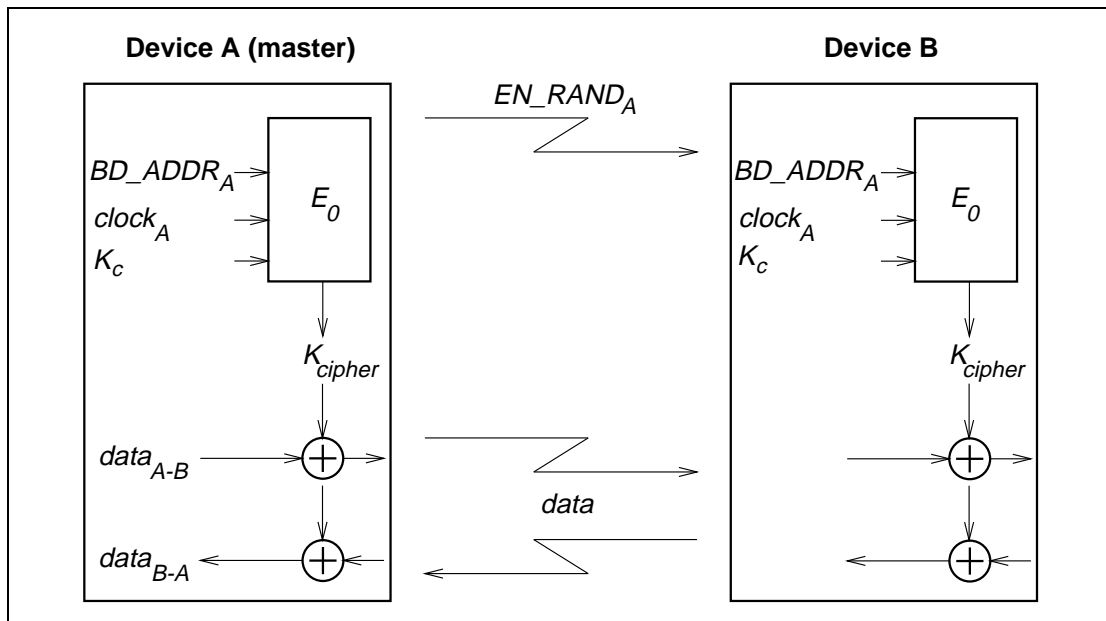 Device A (master)
Device B
EN_RAND_A
BD_ADDR_A
clock_A
K_c
E_0
BD_ADDR_A
clock_A
K_c
E_0
K_cipher
K_cipher
data_A-B
data
data_B-A